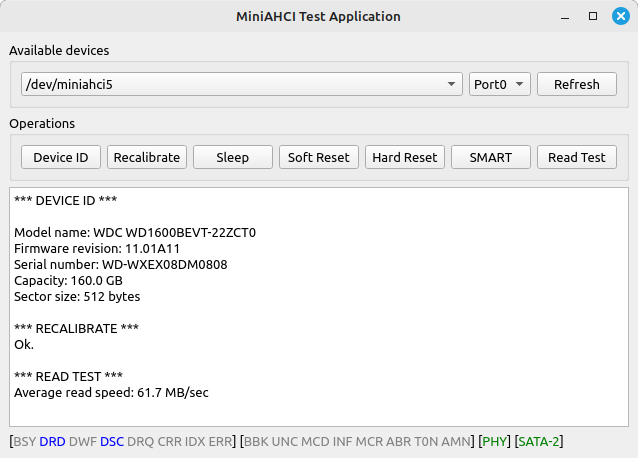 MiniAHCI Test Application
Available devices
/dev/miniahci5 Port0 Refresh
Operations
Device ID Recalibrate Sleep Soft Reset Hard Reset SMART Read Test
*** DEVICE ID ***
Model name: WDC WD1600BEVT-22ZCT0
Firmware revision: 11.01A11
Serial number: WD-WXEX08DM0808
Capacity: 160.0 GB
Sector size: 512 bytes
*** RECALIBRATE ***
Ok.
*** READ TEST ***
Average read speed: 61.7 MB/sec
[BSY DRD DWF DSC DRQ CRR IDX ERR] [BBK UNC MCD INF MCR ABR T0N AMN] [PHY] [SATA-2]